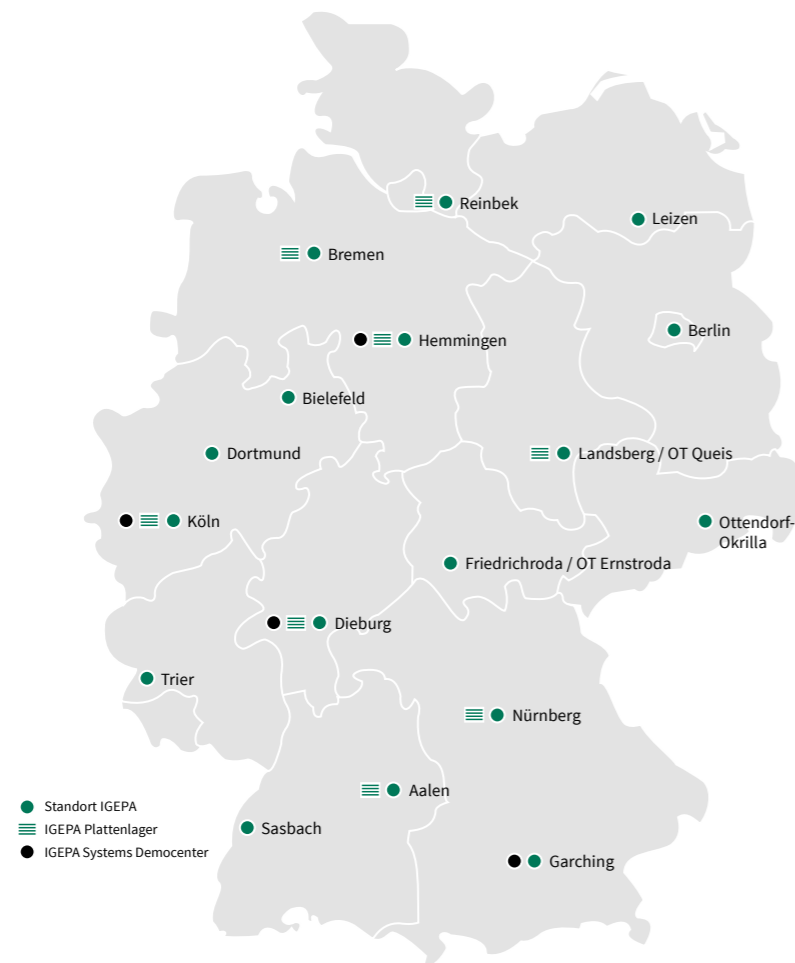 Reinbek
Leizen
Bremen
Berlin
Hemmingen
Bielefeld
Dortmund
Landsberg / OT Queis
Köln
Ottendorf-
Okrilla
Friedrichroda / OT Ernstroda
Dieburg
Trier
Nürnberg
Aalen
Sasbach
Garching
Standort IGEPA
IGEPA Plattenlager
IGEPA Systems Democenter